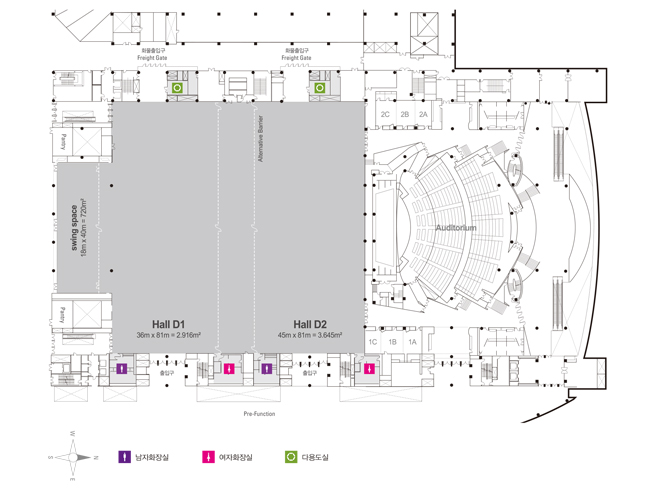 화물출입구
Freight Gate
화물출입구
Freight Gate
2C
2B
2A
Alternative Barrier
Pantry
swing space
18m x 40m = 720m²
Auditorium
Pantry
Hall D1
36m x 81m = 2.916m²
Hall D2
45m x 81m = 3.645m²
1C
1B
1A
출입구
출입구
Pre-Function
W
S
N
E
남자화장실
여자화장실
다용도실